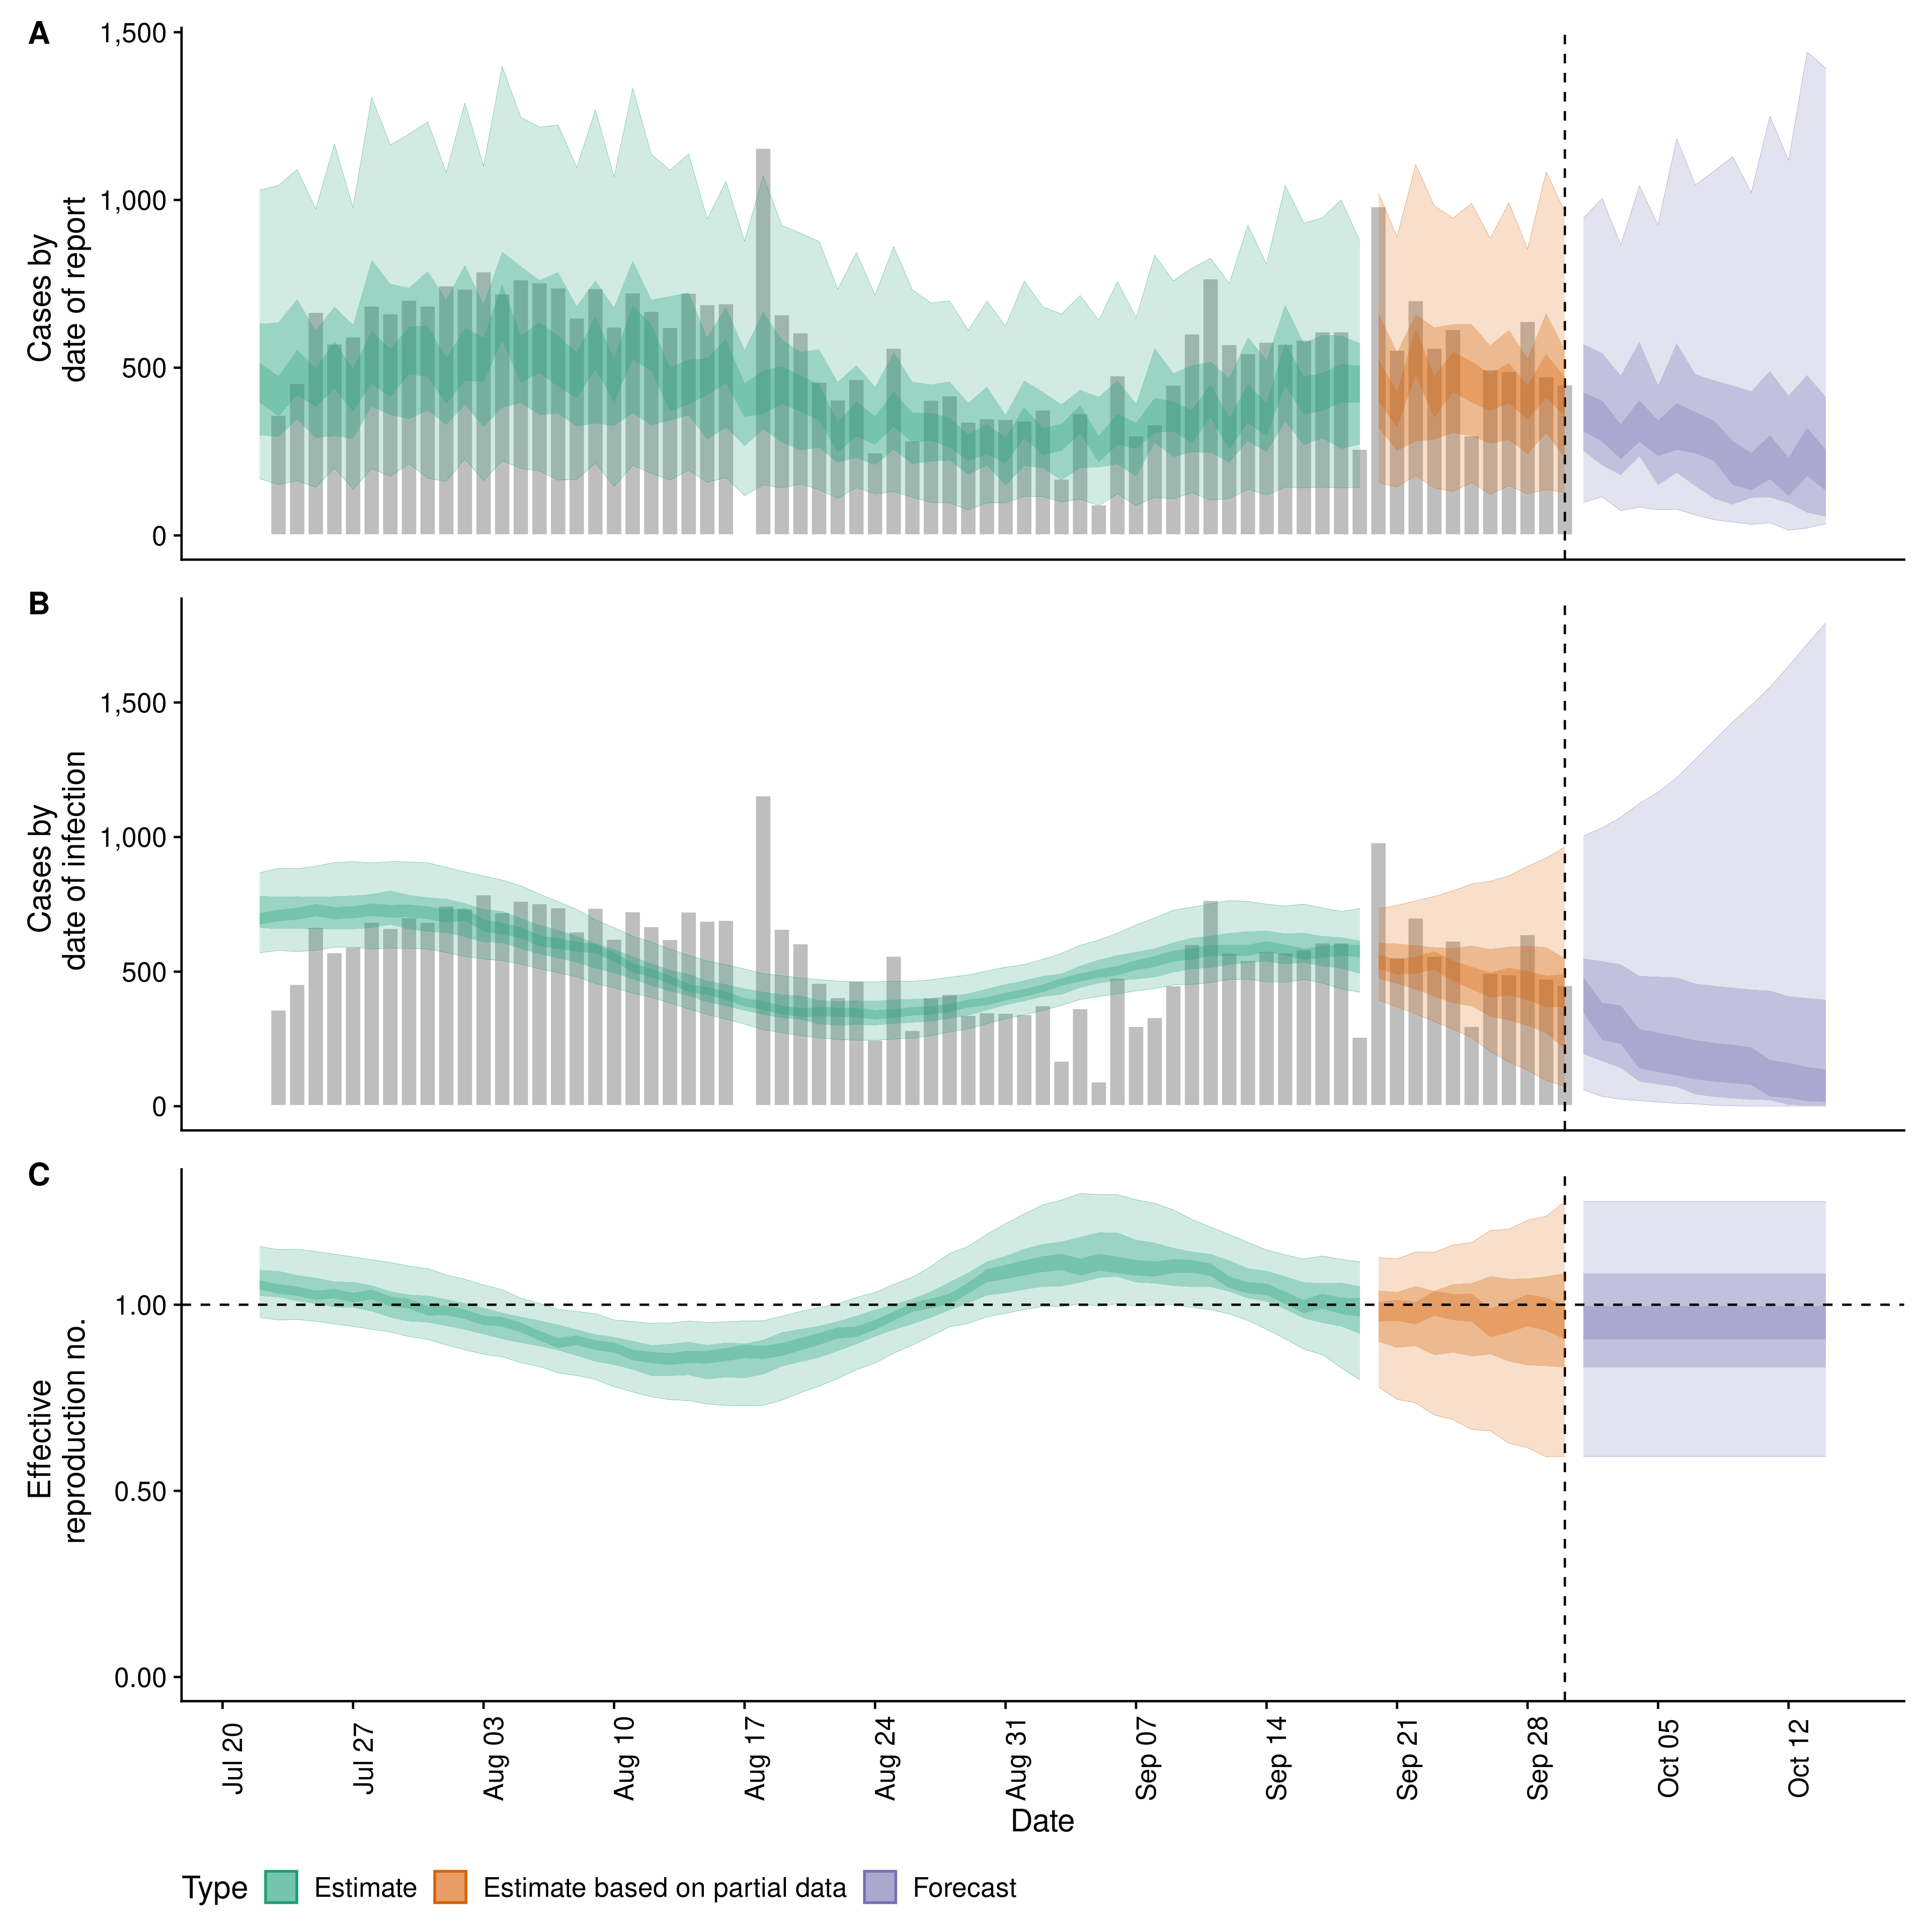 A
Cases by
date of report
1,500
1,000
500
0
B
Cases by
date of infection
1,500
1,000
500
0
C
Effective
reproduction no.
1.00
0.50
0.00
Jul 20
Jul 27
Aug 03
Aug 10
Aug 17
Aug 24
Aug 31
Sep 07
Sep 14
Sep 21
Sep 28
Oct 05
Oct 12
Date
Type Estimate Estimate based on partial data Forecast